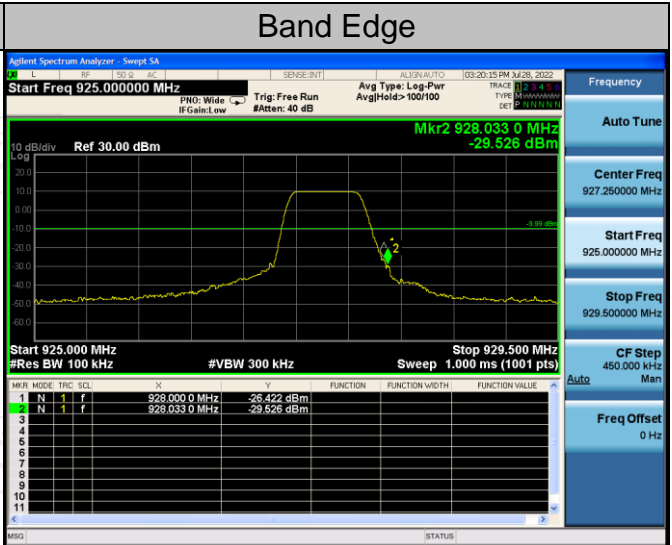 Band Edge
Agilent Spectrum Analyzer - Swept SA
L RF 50 Ω AC SENSE:INT ALIGN AUTO 03:20:15 PM Jul 28, 2022
Start Freq 925.000000 MHz
PNO: Wide
IFGain:Low
Trig: Free Run
#Atten: 40 dB
Avg Type: Log-Pwr
Avg|Hold:> 100/100
TRACE 1 2 3 4 5 6
TYPE M
DET P N N N N N
Mkr2 928.033 0 MHz
-29.526 dBm
10 dB/div Ref 30.00 dBm
Log
20.0
10.0
0.00
-10.0
-20.0
-30.0
-40.0
-50.0
-60.0
-9.99 dBm
2
Start 925.000 MHz Stop 929.500 MHz
#Res BW 100 kHz #VBW 300 kHz Sweep 1.000 ms (1001 pts)
MKR MODE TRC SCL X Y FUNCTION FUNCTION WIDTH FUNCTION VALUE
1 N 1 f 928.000 0 MHz -26.422 dBm
2 N 1 f 928.033 0 MHz -29.526 dBm
3
4
5
6
7
8
9
10
11
MSG STATUS
Frequency
Auto Tune
Center Freq
927.250000 MHz
Start Freq
925.000000 MHz
Stop Freq
929.500000 MHz
CF Step
450.000 kHz
Auto Man
Freq Offset
0 Hz